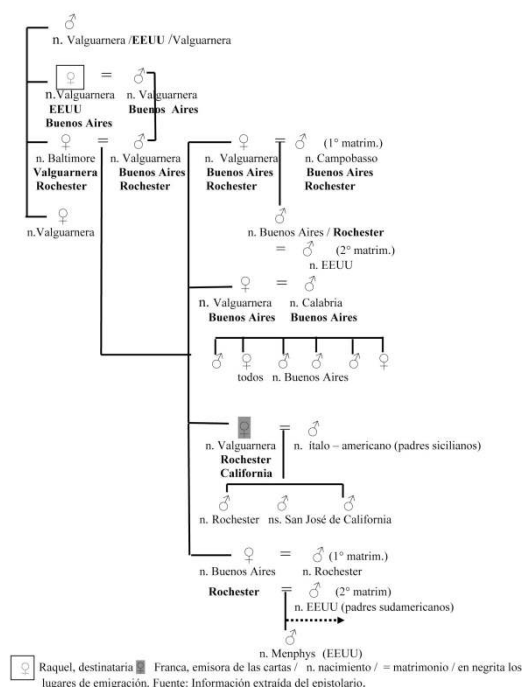 n. Valguarnera /EEUU /Valguarnera
=
n.Valguarnera n. Valguarnera
EEUU Buenos Aires
Buenos Aires
=
n. Baltimore n. Valguarnera
Valguarnera Buenos Aires
Rochester Rochester
n.Valguarnera
= (1° matrim.)
n. Valguarnera n. Campobasso
Buenos Aires Buenos Aires
Rochester Rochester
n. Buenos Aires / Rochester
= (2° matrim.)
n. EEUU
=
n. Valguarnera n. Calabria
Buenos Aires Buenos Aires
todos n. Buenos Aires
=
n. Valguarnera n. ítalo – americano (padres sicilianos)
Rochester
California
n. Rochester ns. San José de California
= (1° matrim.)
n. Buenos Aires n. Rochester
Rochester = (2° matrim)
n. EEUU (padres sudamericanos)
n. Menphys (EEUU)
Raquel, destinataria Franca, emisora de las cartas / n. nacimiento / = matrimonio / en negrita los
lugares de emigración. Fuente: Información extraída del epistolario.